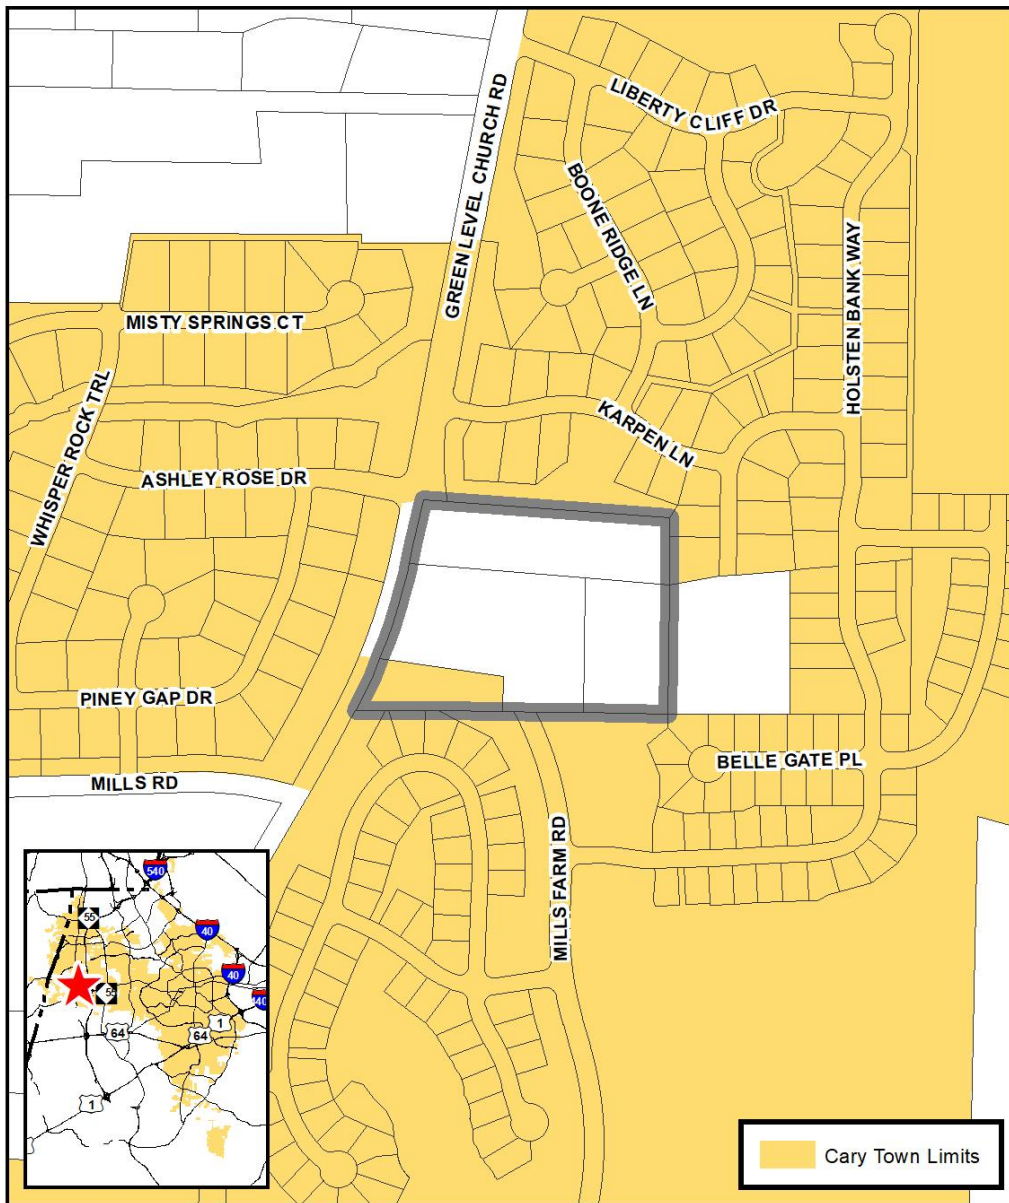 GREEN LEVEL CHURCH RD
LIBERTY CLIFF DR
BOONE RIDGE LN
HOLSTEN BANK WAY
MISTY SPRINGS CT
WHISPER ROCK TRL
KARPEN LN
ASHLEY ROSE DR
PINEY GAP DR
MILLS RD
BELLE GATE PL
MILLS FARM RD
540
55
40
40
55
440
64
64
1
1
Cary Town Limits